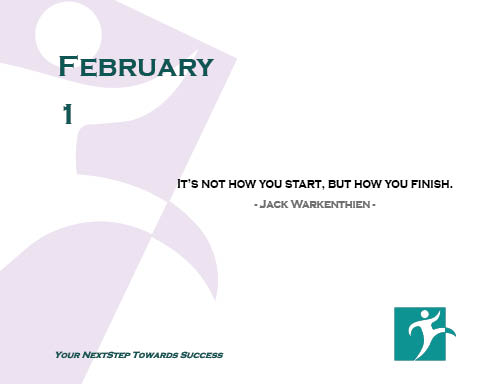 February
1
It's not how you start, but how you finish.
- Jack Warkenthien -
Your NextStep Towards Success